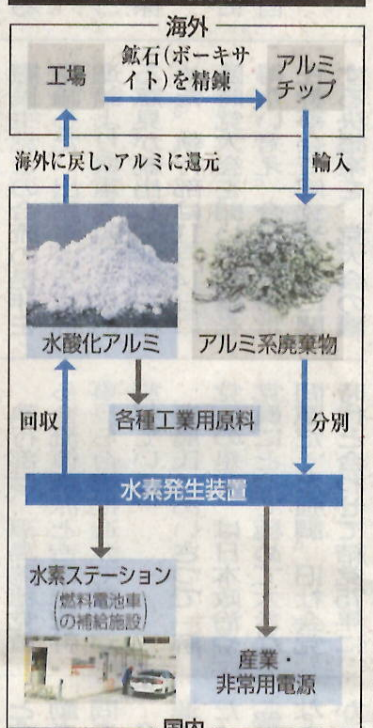 海外
工場
鉱石(ボーキサ
イト)を精錬
アルミ
チップ
海外に戻し、アルミに還元
輸入
水酸化アルミ
アルミ系廃棄物
回収
各種工業用原料
分別
水素発生装置
水素ステーション
(燃料電池車
の補給施設)
産業・
非常用電源
国内